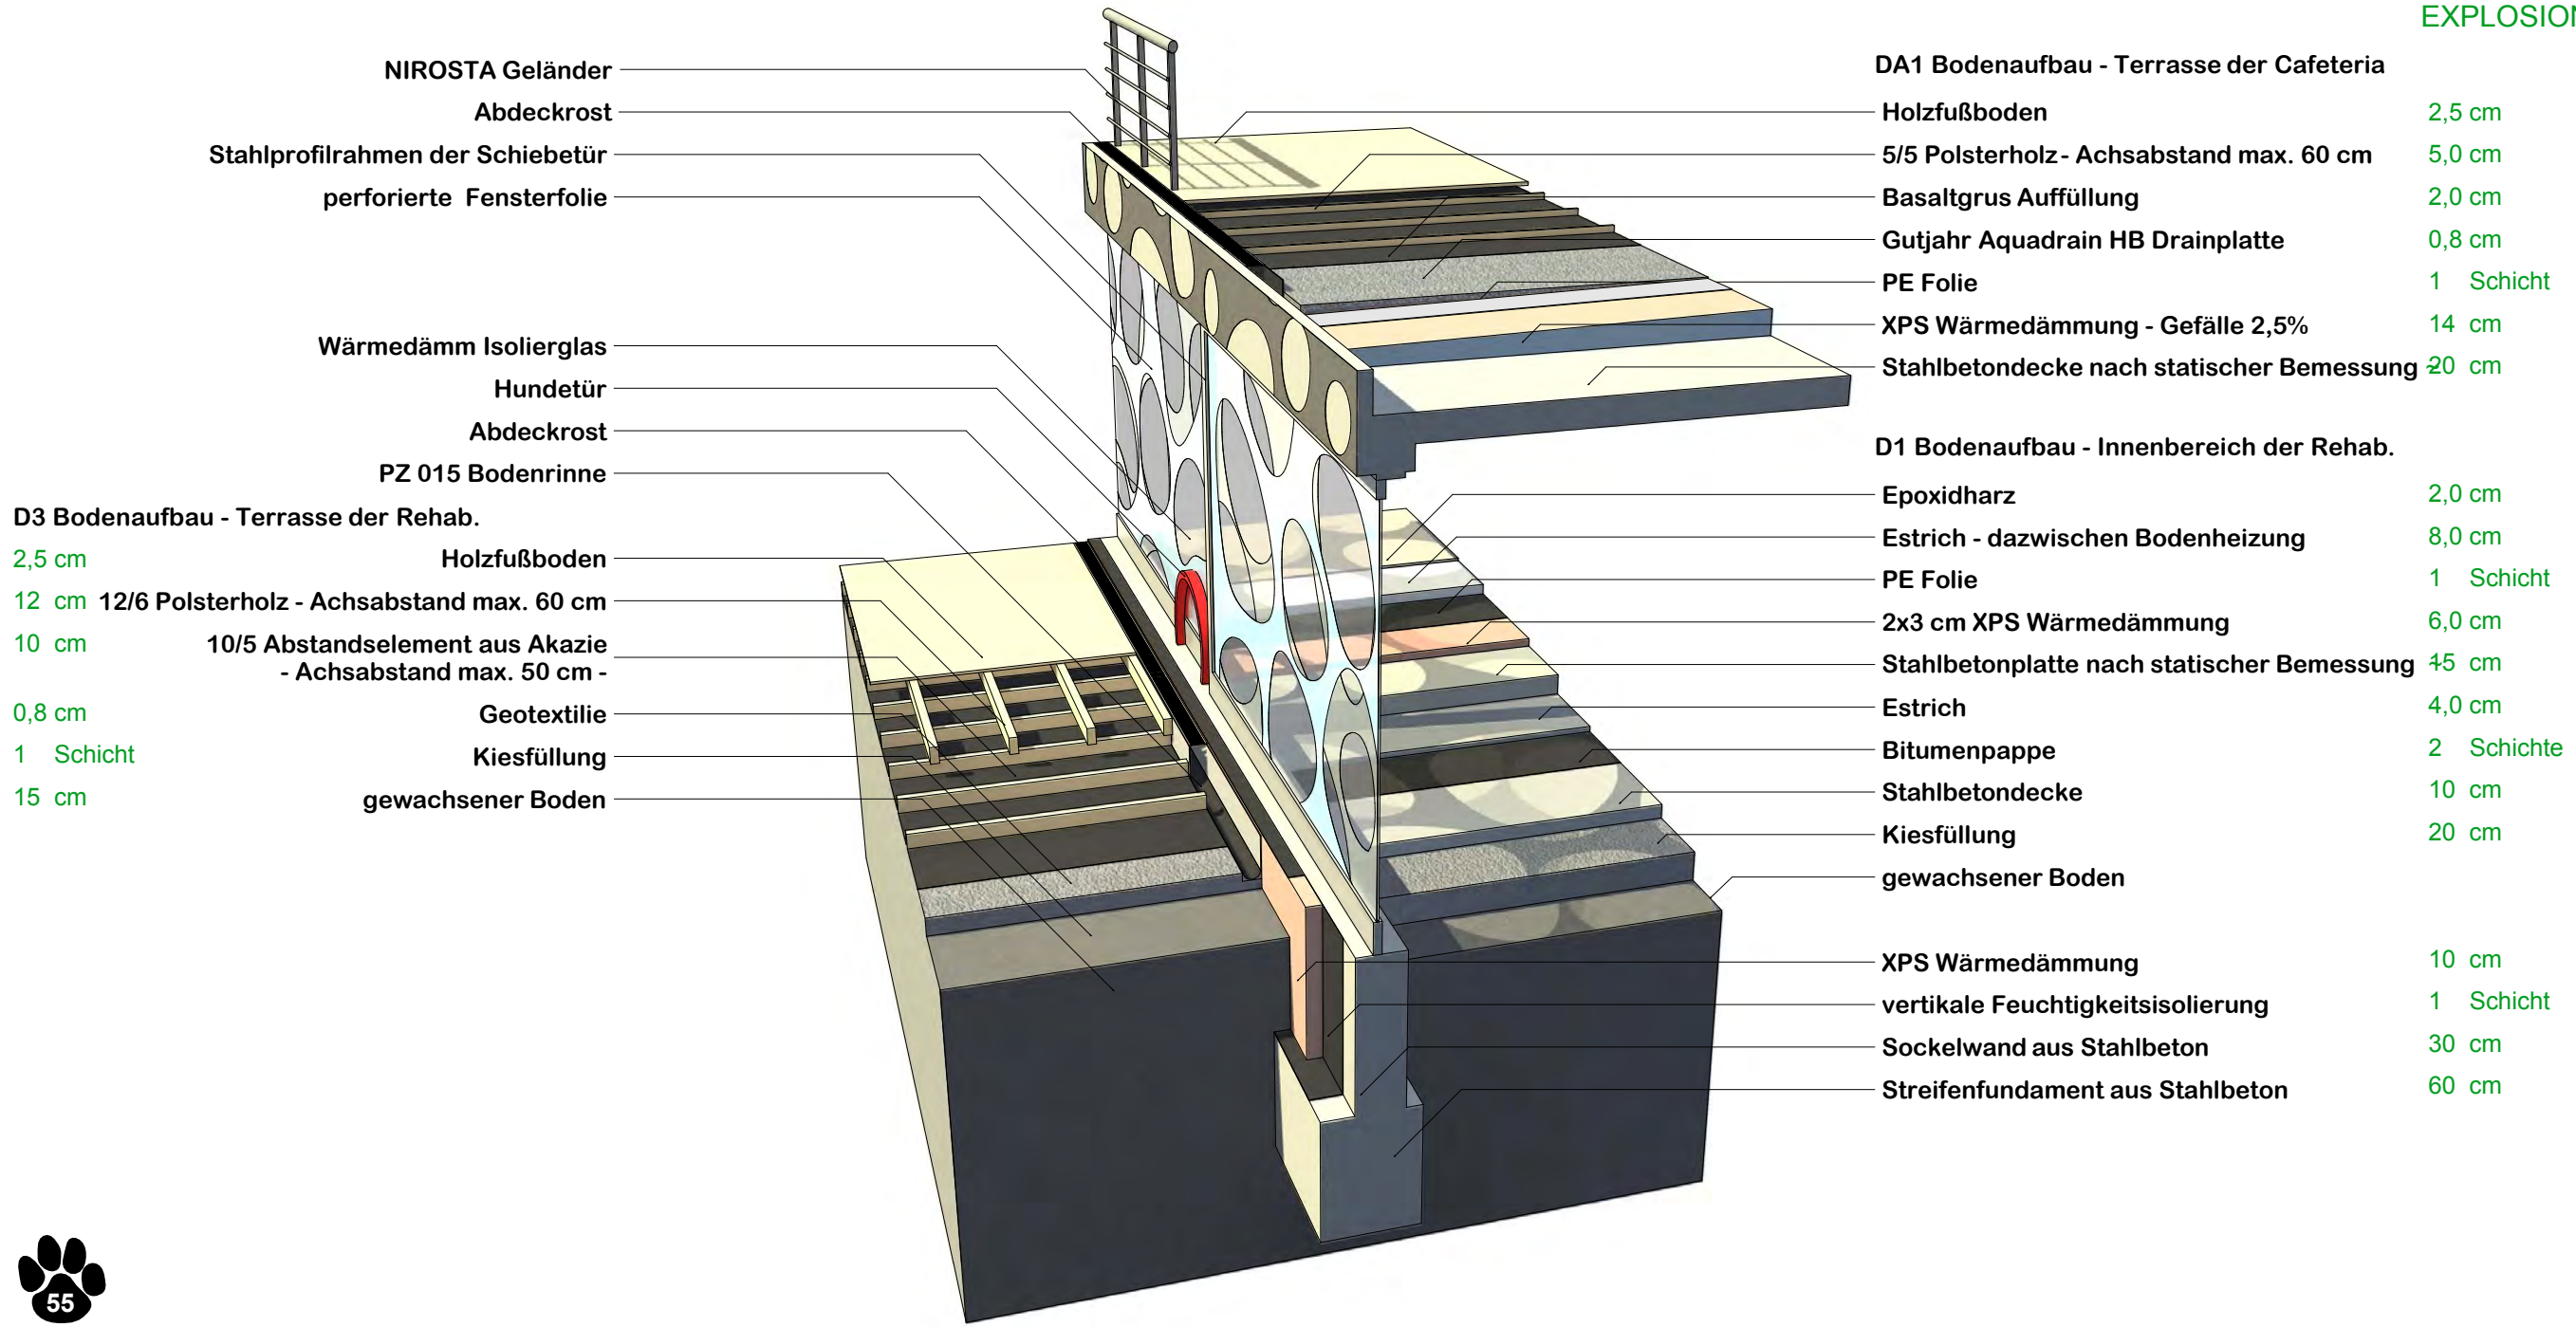 EXPLOSION
NIROSTA Geländer
Abdeckrost
Stahlprofilrahmen der Schiebetür
perforierte Fensterfolie
Wärmedämm Isolierglas
Hundetür
Abdeckrost
PZ 015 Bodenrinne
D3 Bodenaufbau - Terrasse der Rehab.
2,5 cm Holzfußboden
12 cm 12/6 Polsterholz - Achsabstand max. 60 cm
10 cm 10/5 Abstandselement aus Akazie
- Achsabstand max. 50 cm -
0,8 cm Geotextilie
1 Schicht Kiesfüllung
15 cm gewachsener Boden
DA1 Bodenaufbau - Terrasse der Cafeteria
Holzfußboden 2,5 cm
5/5 Polsterholz - Achsabstand max. 60 cm 5,0 cm
Basaltgrus Auffüllung 2,0 cm
Gutjahr Aquadrain HB Drainplatte 0,8 cm
PE Folie 1 Schicht
XPS Wärmedämmung - Gefälle 2,5% 14 cm
Stahlbetondecke nach statischer Bemessung ~20 cm
D1 Bodenaufbau - Innenbereich der Rehab.
Epoxidharz 2,0 cm
Estrich - dazwischen Bodenheizung 8,0 cm
PE Folie 1 Schicht
2x3 cm XPS Wärmedämmung 6,0 cm
Stahlbetonplatte nach statischer Bemessung ~15 cm
Estrich 4,0 cm
Bitumenpappe 2 Schichte
Stahlbetondecke 10 cm
Kiesfüllung 20 cm
gewachsener Boden
XPS Wärmedämmung 10 cm
vertikale Feuchtigkeitsisolierung 1 Schicht
Sockelwand aus Stahlbeton 30 cm
Streifenfundament aus Stahlbeton 60 cm
55